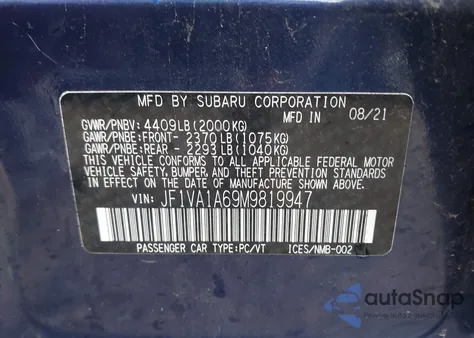 MFD BY SUBARU CORPORATION
GVWR/PNBV: 4409LB(2000KG) MFD IN 08/21
GAWR/PNBE:FRONT- 2370LB(1075KG)
GAWR/PNBE:REAR - 2293LB(1040KG)
THIS VEHICLE CONFORMS TO ALL APPLICABLE FEDERAL MOTOR
VEHICLE SAFETY, BUMPER, AND THEFT PREVENTION STANDARDS
IN EFFECT ON THE DATE OF MANUFACTURE SHOWN ABOVE.
VIN: JF1VA1A69M9819947
PASSENGER CAR TYPE:PC/VT ICES/NMB-002
autoSnap